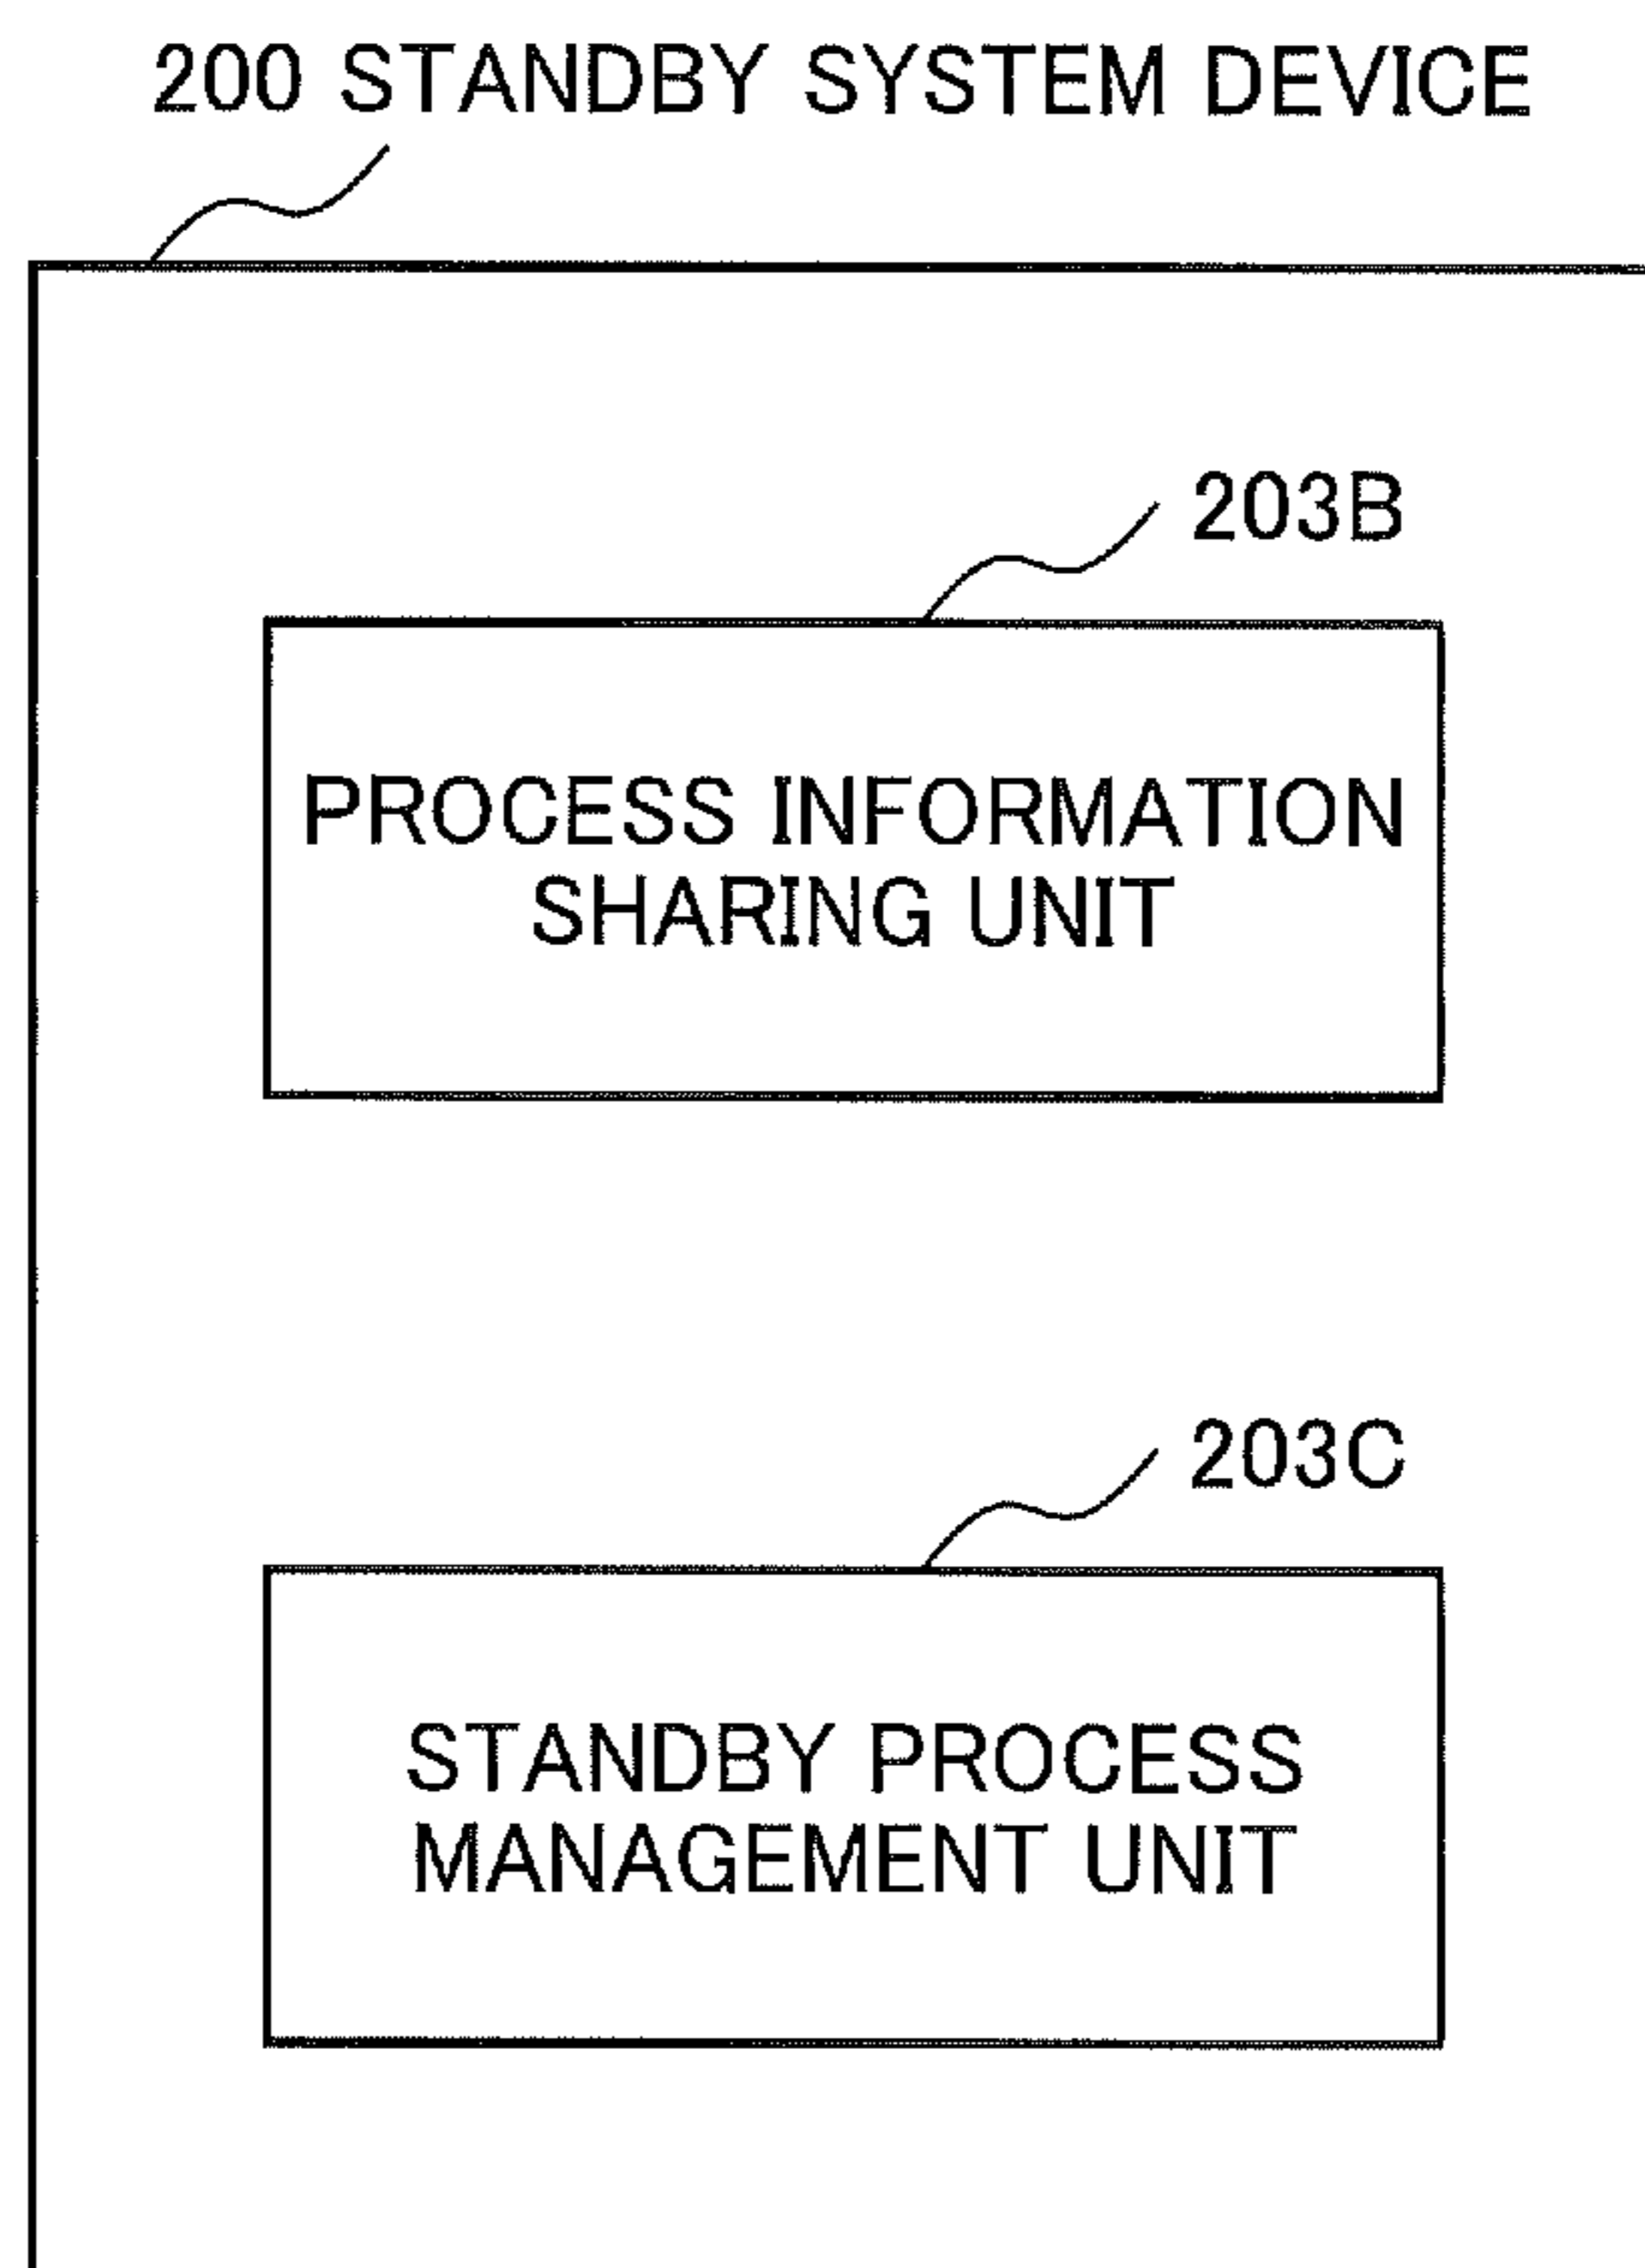 200 STANDBY SYSTEM DEVICE
203B
PROCESS INFORMATION
SHARING UNIT
203C
STANDBY PROCESS
MANAGEMENT UNIT